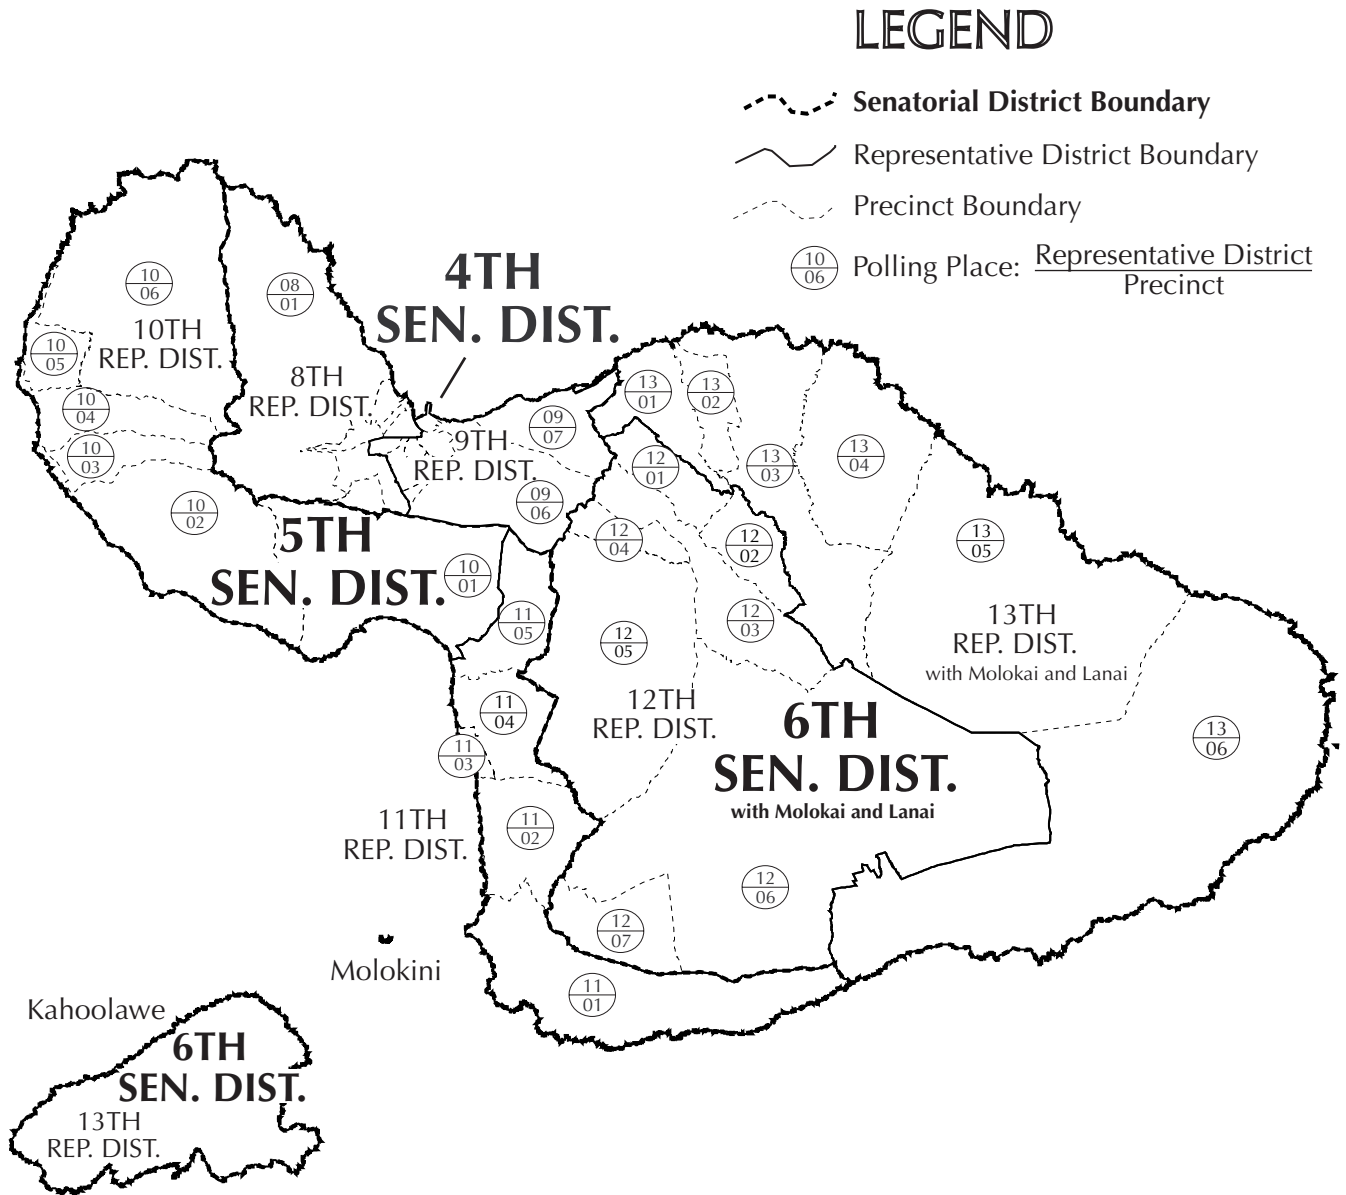 LEGEND
Senatorial District Boundary
Representative District Boundary
Precinct Boundary
10
06
Polling Place: Representative District
Precinct
4TH
SEN. DIST.
10
06
08
01
10TH
REP. DIST.
10
05
8TH
REP. DIST.
10
04
10
03
10
02
9TH
REP. DIST.
09
07
09
06
13
01
13
02
13
03
13
04
12
01
12
04
12
02
13
05
5TH
SEN. DIST.
10
01
11
05
12
05
12
03
13TH
REP. DIST.
with Molokai and Lanai
11
04
11
03
12TH
REP. DIST.
6TH
SEN. DIST.
with Molokai and Lanai
13
06
11TH
REP. DIST.
11
02
12
06
12
07
Molokini
11
01
Kahoolawe
6TH
SEN. DIST.
13TH
REP. DIST.